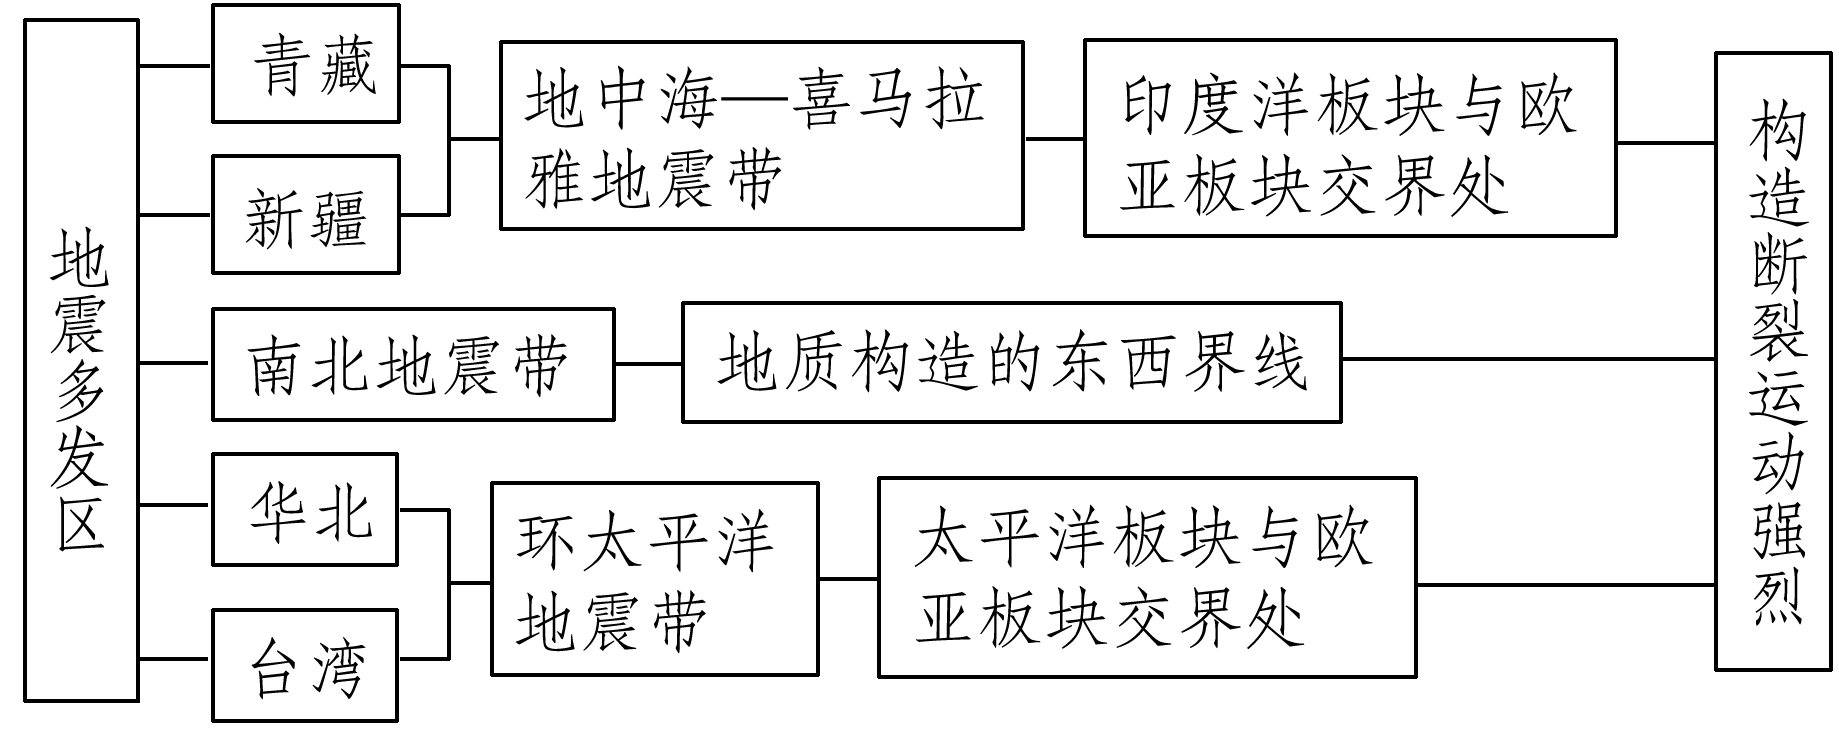 地震多发区
青藏
新疆
地中海—喜马拉
雅地震带
印度洋板块与欧
亚板块交界处
南北地震带
地质构造的东西界线
华北
台湾
环太平洋
地震带
太平洋板块与欧
亚板块交界处
构造断裂运动强烈